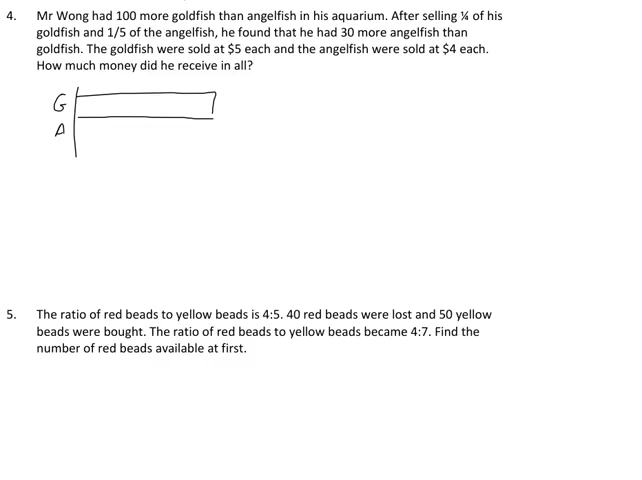 4. Mr Wong had 100 more goldfish than angelfish in his aquarium. After selling ¼ of his
goldfish and 1/5 of the angelfish, he found that he had 30 more angelfish than
goldfish. The goldfish were sold at $5 each and the angelfish were sold at $4 each.
How much money did he receive in all?
G
A
5. The ratio of red beads to yellow beads is 4:5. 40 red beads were lost and 50 yellow
beads were bought. The ratio of red beads to yellow beads became 4:7. Find the
number of red beads available at first.